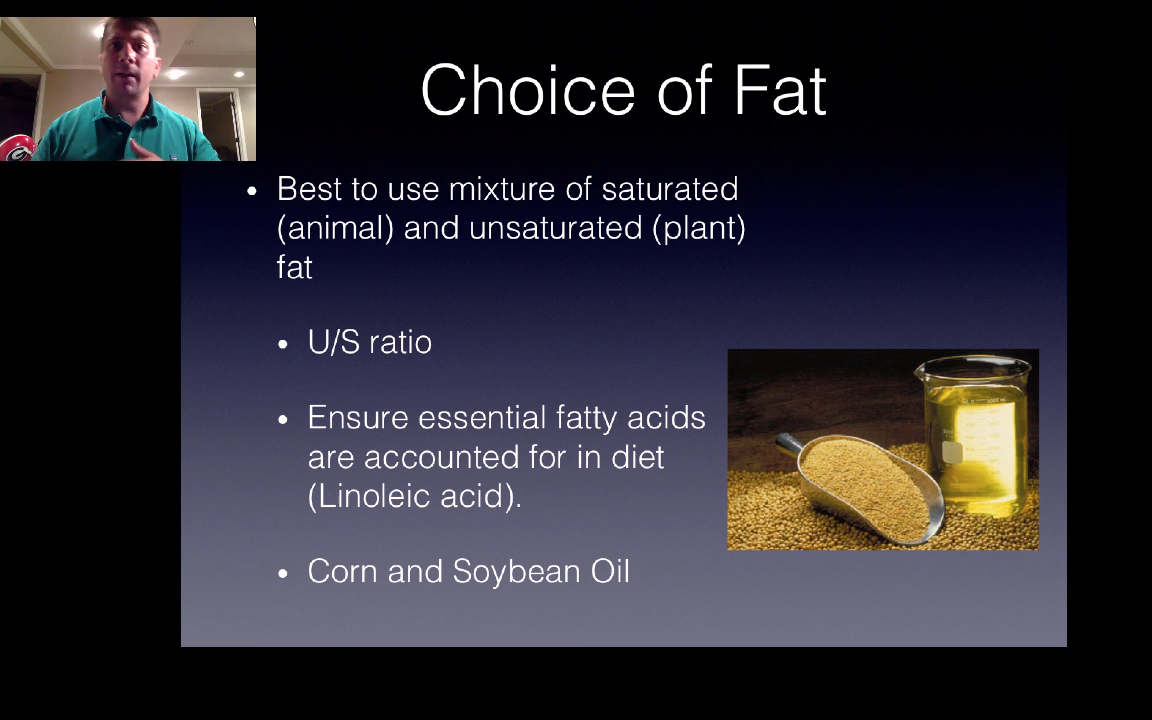 Choice of Fat
• Best to use mixture of saturated
(animal) and unsaturated (plant)
fat
• U/S ratio
• Ensure essential fatty acids
are accounted for in diet
(Linoleic acid).
• Corn and Soybean Oil
G